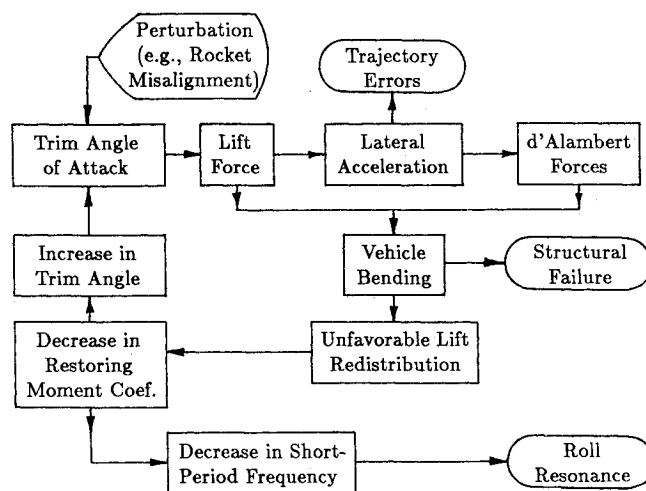 Perturbation
(e.g., Rocket
Misalignment)
Trajectory
Errors
Trim Angle
of Attack
Lift
Force
Lateral
Acceleration
d'Alambert
Forces
Increase in
Trim Angle
Vehicle
Bending
Structural
Failure
Decrease in
Restoring
Moment Coef.
Unfavorable Lift
Redistribution
Decrease in Short-
Period Frequency
Roll
Resonance